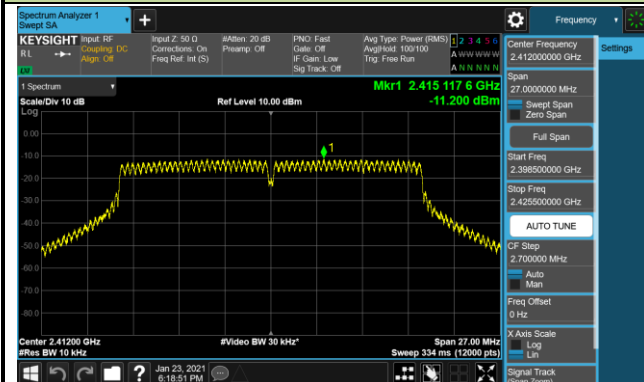 Spectrum Analyzer 1
Swept SA
+
Frequency
KEYSIGHT
RL
LW
Input: RF
Coupling: DC
Align: Off
Input Z: 50 Ω
Corrections: On
Freq Ref: Int (S)
#Atten: 20 dB
Preamp: Off
PNO: Fast
Gate: Off
IF Gain: Low
Sig Track: Off
Avg Type: Power (RMS)
Avg|Hold: 100/100
Trig: Free Run
1 2 3 4 5 6
A W W W W W
A N N N N N
1 Spectrum
Scale/Div 10 dB
Log
Ref Level 10.00 dBm
Mkr1 2.415 117 6 GHz
-11.200 dBm
0.00
-10.0
-20.0
-30.0
-40.0
-50.0
-60.0
-70.0
-80.0
1
Center 2.41200 GHz
#Res BW 10 kHz
#Video BW 30 kHz*
Span 27.00 MHz
Sweep 334 ms (12000 pts)
Jan 23, 2021
6:18:51 PM
?
Center Frequency
2.412000000 GHz
Span
27.0000000 MHz
Swept Span
Zero Span
Full Span
Start Freq
2.398500000 GHz
Stop Freq
2.425500000 GHz
AUTO TUNE
CF Step
2.700000 MHz
Auto
Man
Freq Offset
0 Hz
X Axis Scale
Log
Lin
Signal Track
(Span Zoom)
Settings